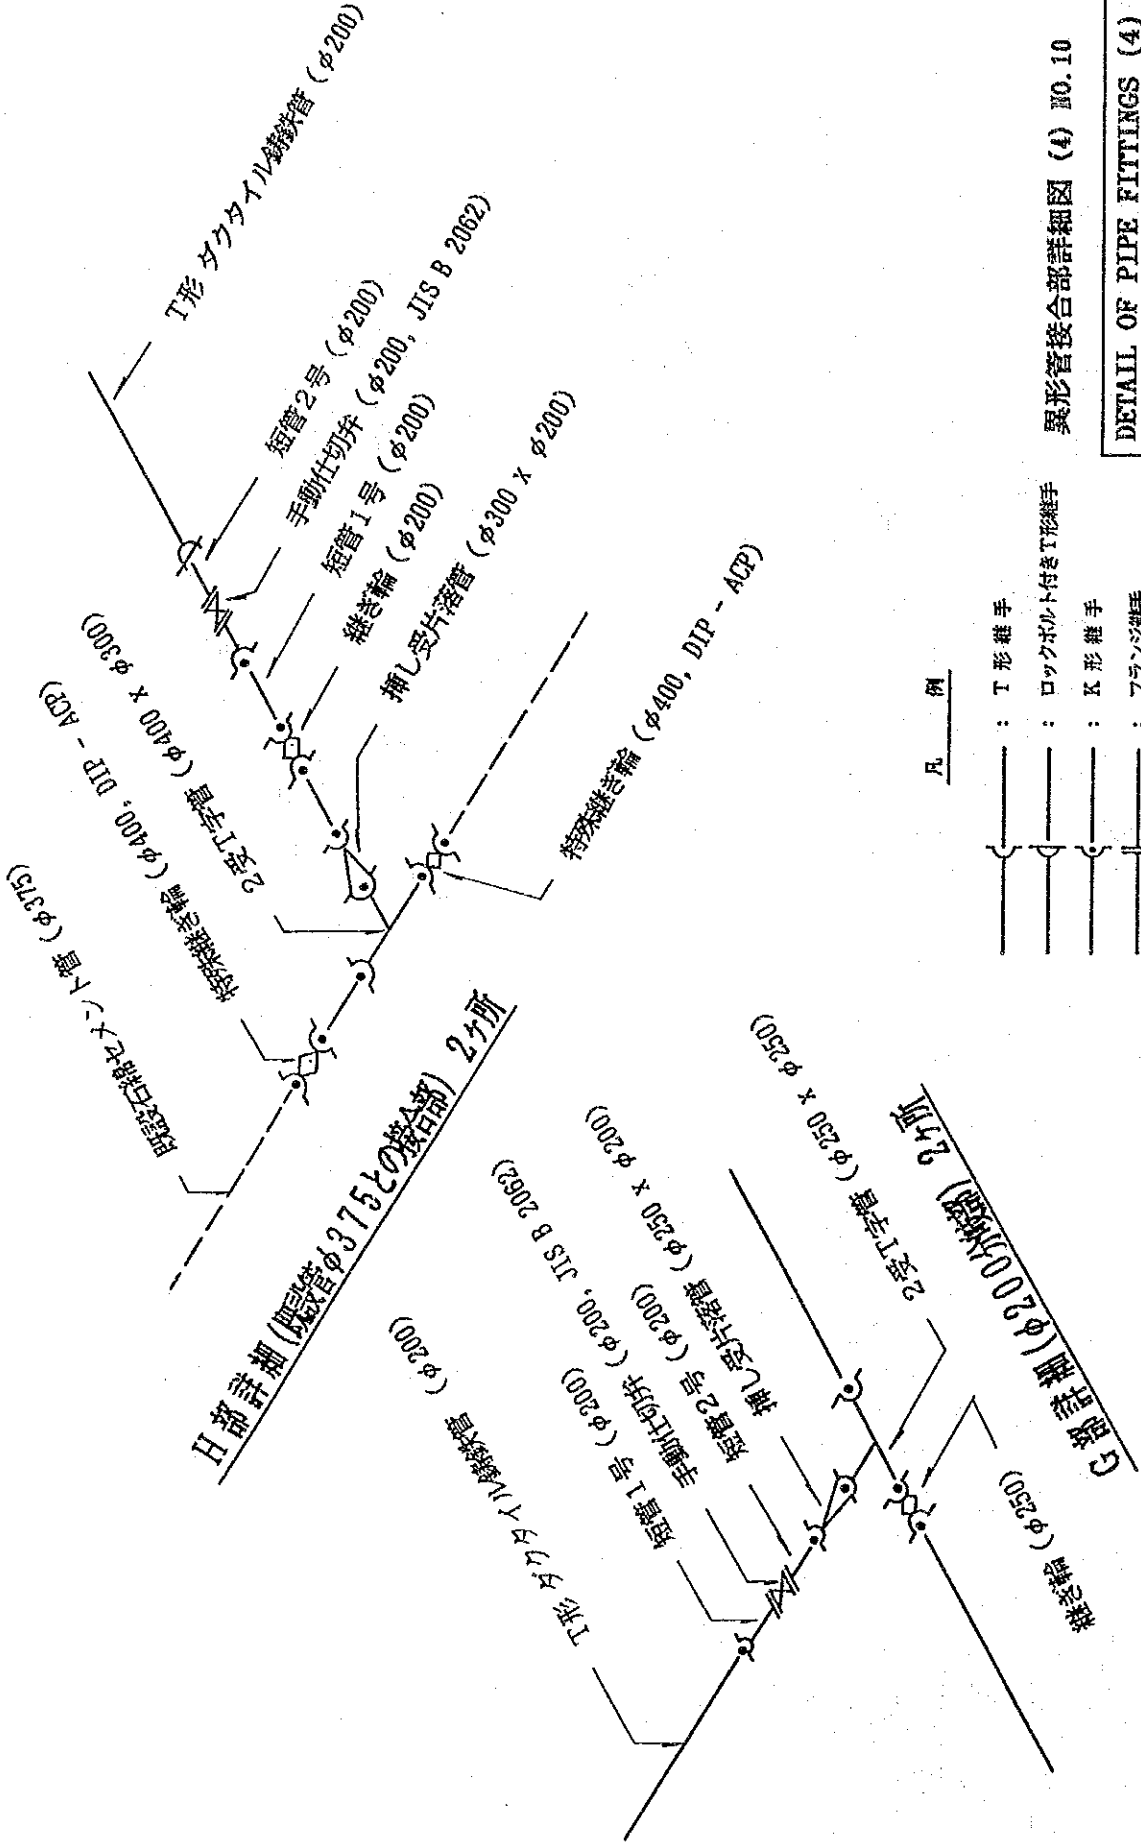 H部詳細(既設管φ375との接合部) 2ヶ所
既設石綿セメント管(φ375)
特殊継ぎ輪(φ400, DIP - ACP)
2受T字管(φ400 x φ300)
T形 ダクタイル鋳鉄管(φ200)
短管2号(φ200)
手動仕切弁(φ200, JIS B 2062)
短管1号(φ200)
継ぎ輪(φ200)
挿し受片落管(φ300 x φ200)
特殊継ぎ輪(φ400, DIP - ACP)
G部詳細(φ200分岐部) 2ヶ所
T形 ダクタイル鋳鉄管(φ200)
短管1号(φ200)
手動仕切弁(φ200, JIS B 2062)
短管2号(φ200)
挿し受片落管(φ250 x φ200)
2受T字管(φ250 x φ250)
継ぎ輪(φ250)
凡 例
: T形継手
: ロックボルト付きT形継手
: K形継手
: フランジ継手
異形管接合部詳細図(4) NO.10
DETAIL OF PIPE FITTINGS (4)